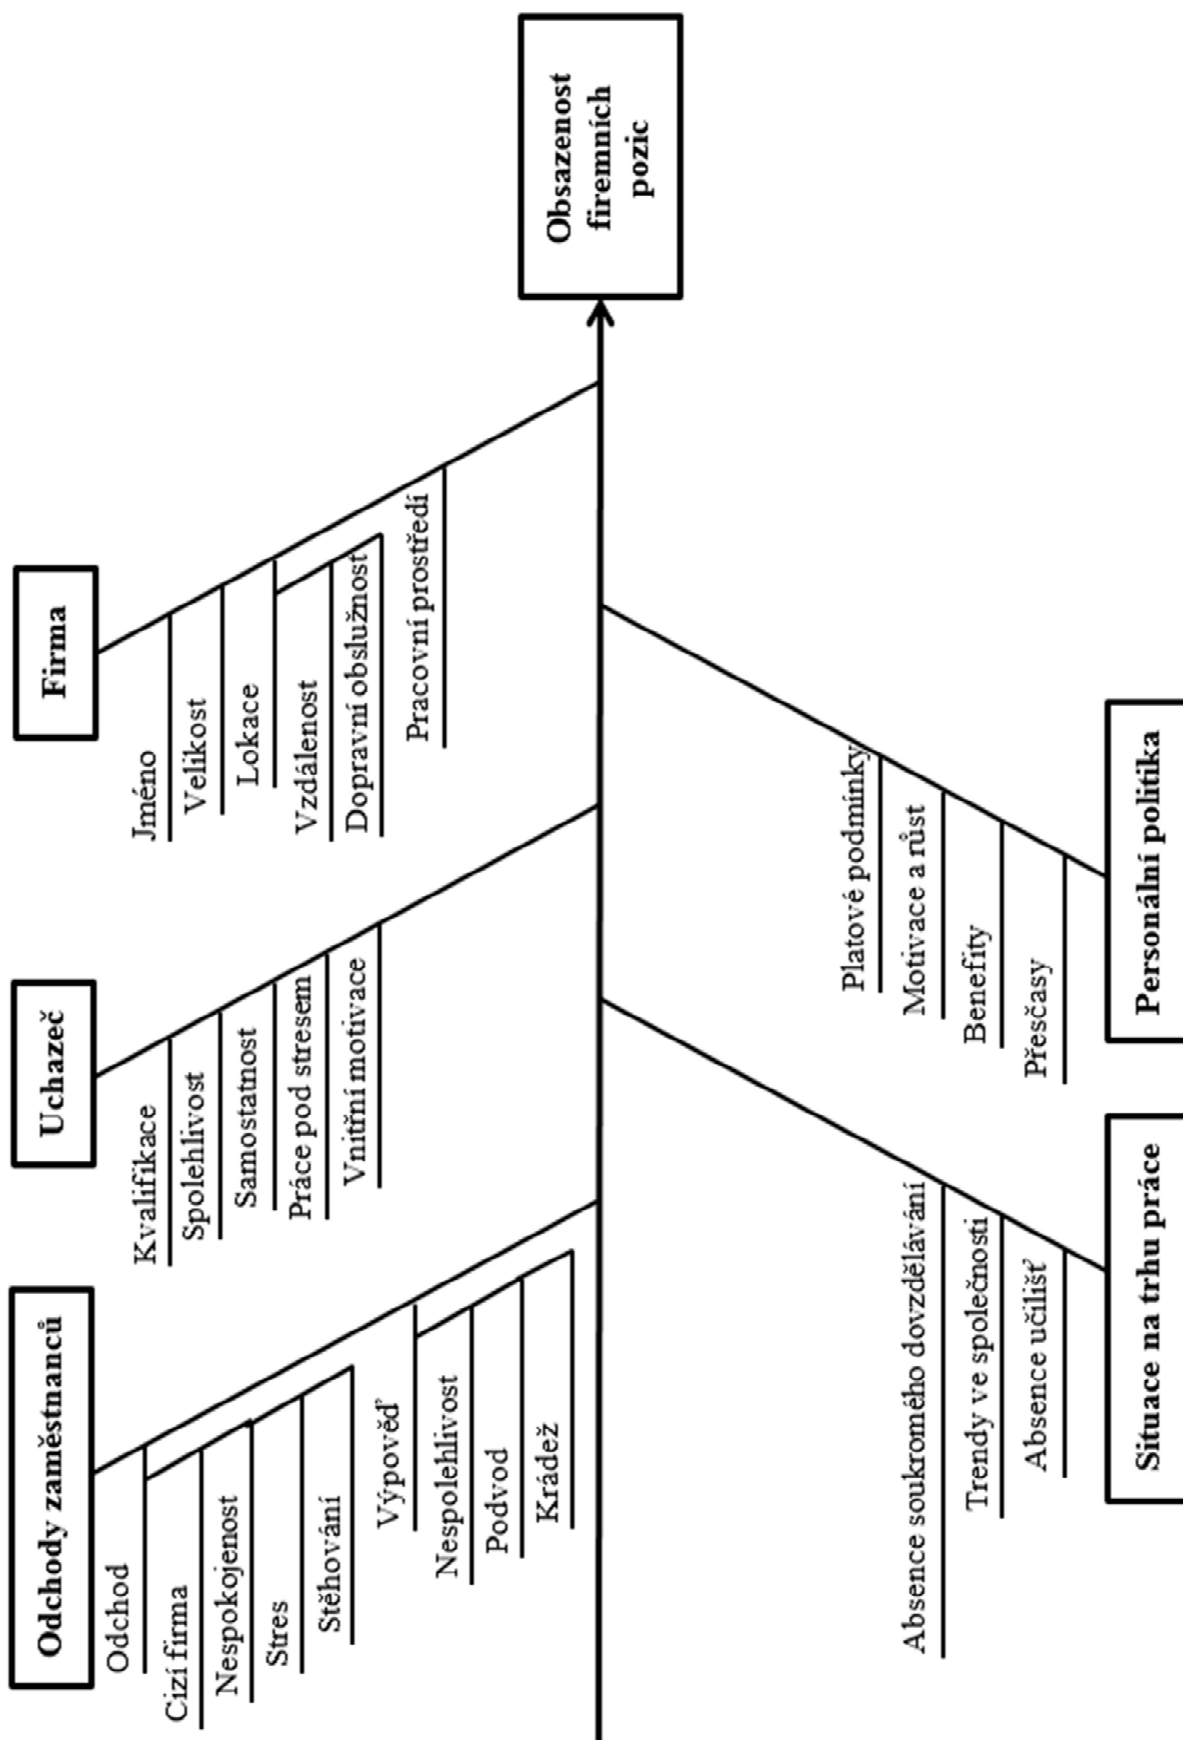 Odchody zaměstnanců
Odchod
Cizí firma
Nespokojenost
Stres
Stěhování
Výpověď
Nespolehlivost
Podvod
Krádež
Uchazeč
Kvalifikace
Spolehlivost
Samostatnost
Práce pod stresem
Vnitřní motivace
Firma
Jméno
Velikost
Lokace
Vzdálenost
Dopravní obslužnost
Pracovní prostředí
Obsazenost
firemních
pozic
Absence soukromého dovzdělávání
Trendy ve společnosti
Absence učilišť
Situace na trhu práce
Platové podmínky
Motivace a růst
Benefity
Přesčasy
Personální politika